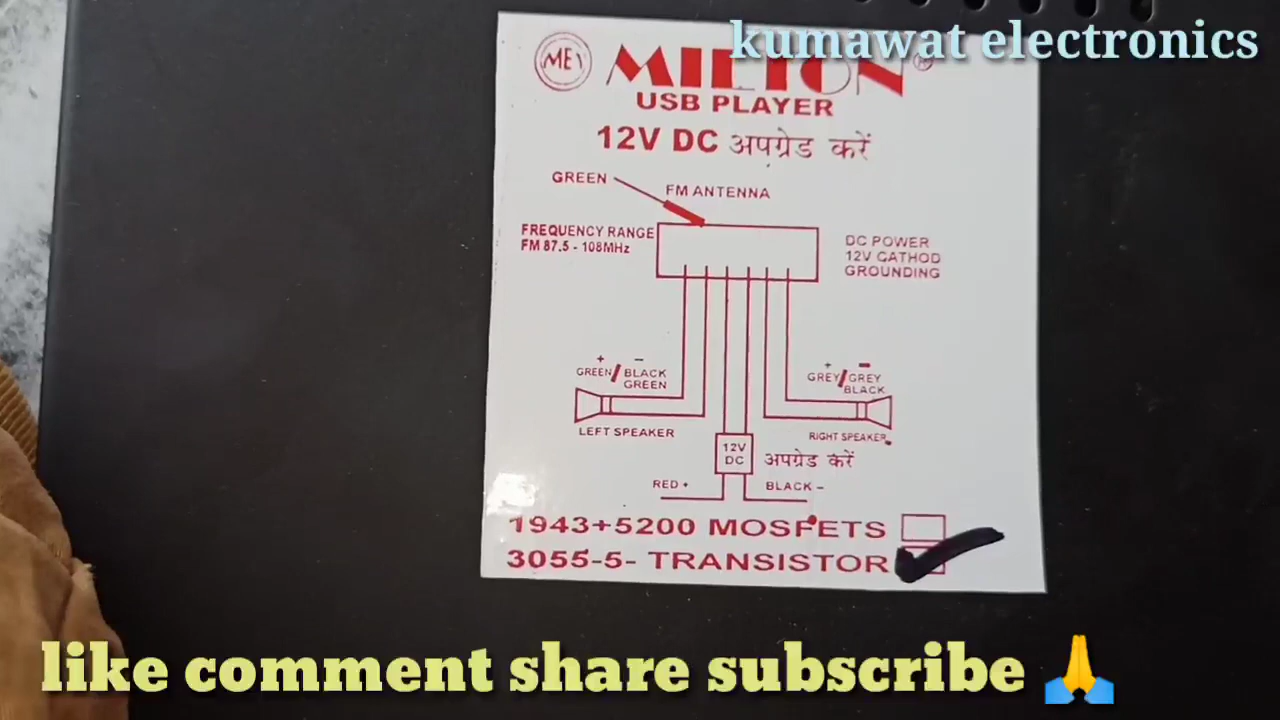 kumawat electronics
MEI
MILTON®
USB PLAYER
12V DC अपग्रेड करें
GREEN
FM ANTENNA
FREQUENCY RANGE
FM 87.5 - 108MHz
DC POWER
12V CATHOD
GROUNDING
+ –
GREEN/BLACK
GREEN
LEFT SPEAKER
+ –
GREY/GREY
BLACK
RIGHT SPEAKER
12V
DC
अपग्रेड करें
RED +
BLACK –
1943+5200 MOSFETS
3055-5- TRANSISTOR
like comment share subscribe 🙏